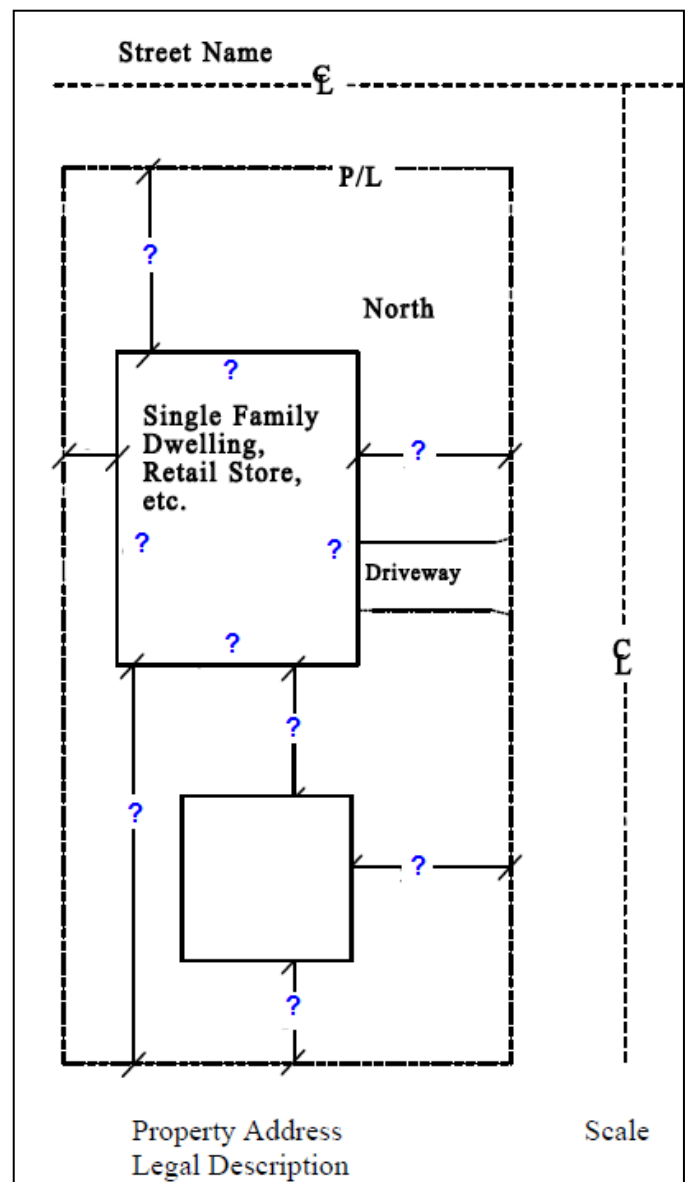 Street Name
℄
P/L
?
North
?
Single Family
Dwelling,
Retail Store,
etc.
?
?
?
Driveway
?
℄
?
?
?
?
Property Address
Scale
Legal Description